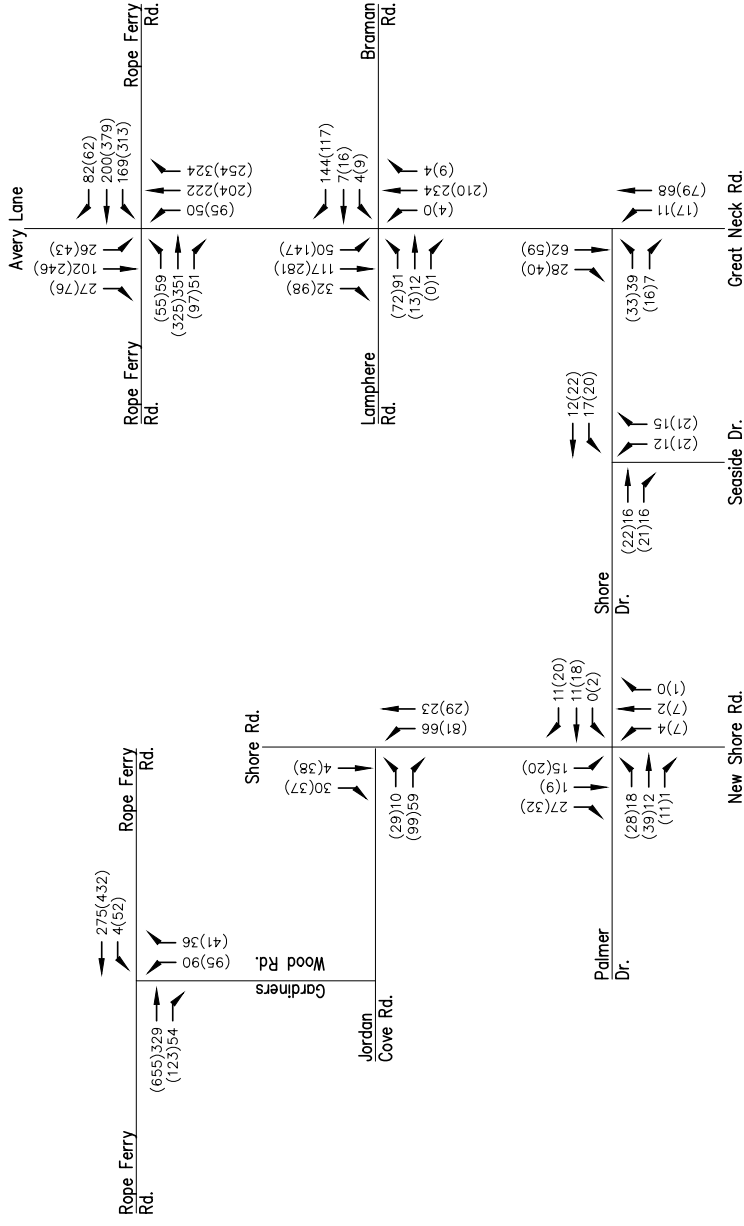 Avery Lane
Rope Ferry
Rd.
Rope Ferry
Rd.
82(62)
200(379)
169(313)
26(43)
102(246)
27(76)
(254)324
(204)222
(95)50
(55)59
(325)351
(97)51
Braman
Rd.
Lamphere
Rd.
144(117)
7(16)
4(9)
50(147)
117(281)
32(98)
(9)4
(210)234
(4)0
(72)91
(13)12
(0)1
62(59)
28(40)
(79)68
(17)11
(33)39
(16)7
Great Neck Rd.
12(22)
17(20)
(21)15
(21)12
(22)16
(21)16
Seaside Dr.
Shore
Dr.
Shore Rd.
(29)23
(81)66
4(38)
30(37)
(29)10
(99)59
11(20)
11(18)
0(2)
15(20)
1(9)
27(32)
(1)0
(7)2
(7)4
(28)18
(39)12
(11)1
New Shore Rd.
Palmer
Dr.
Rope Ferry
Rd.
275(432)
4(52)
(41)36
(95)90
(655)329
(123)54
Gardiners
Wood Rd.
Jordan
Cove Rd.
Rope Ferry
Rd.